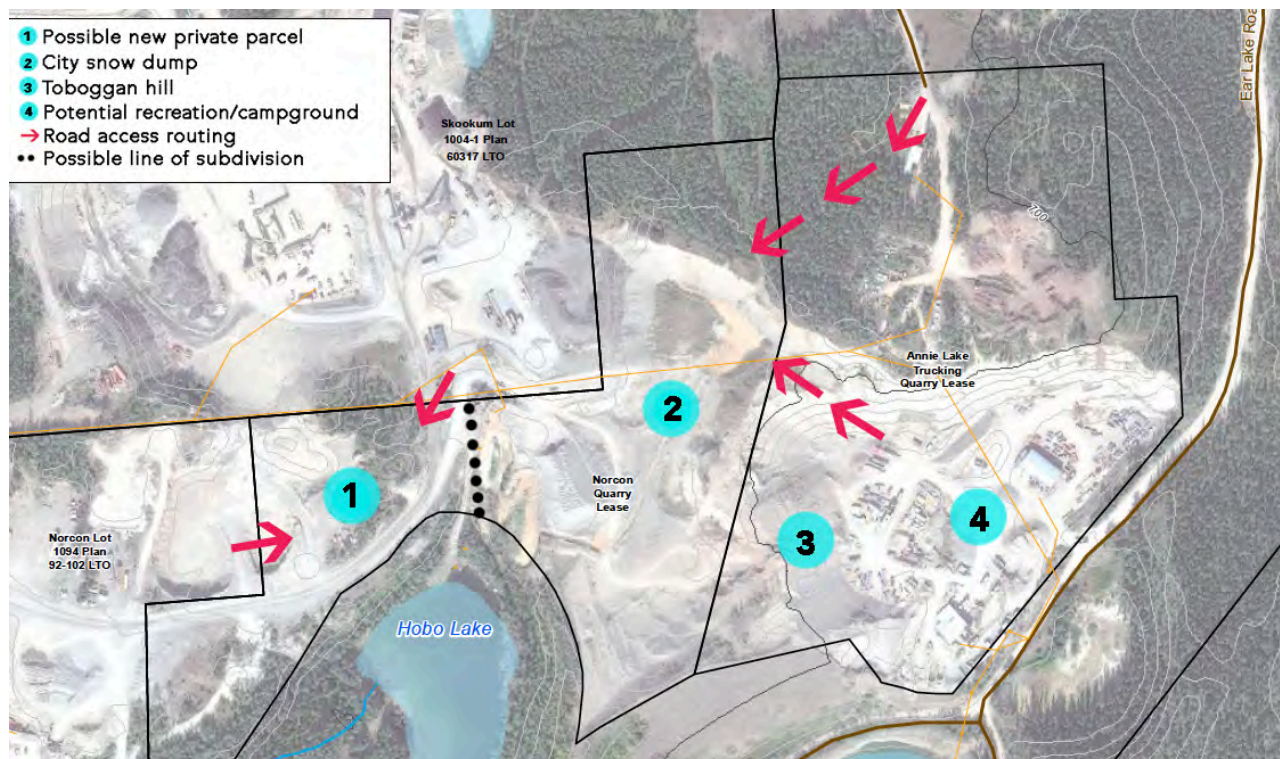 1 Possible new private parcel
2 City snow dump
3 Toboggan hill
4 Potential recreation/campground
Road access routing
Possible line of subdivision
Skookum Lot
1004-1 Plan
60317 LTO
Ear Lake Roa
700
Annie Lake
Trucking
Quarry Lease
2
1
Norcon
Quarry
Lease
3
4
Norcon Lot
1094 Plan
92-102 LTO
Hobo Lake